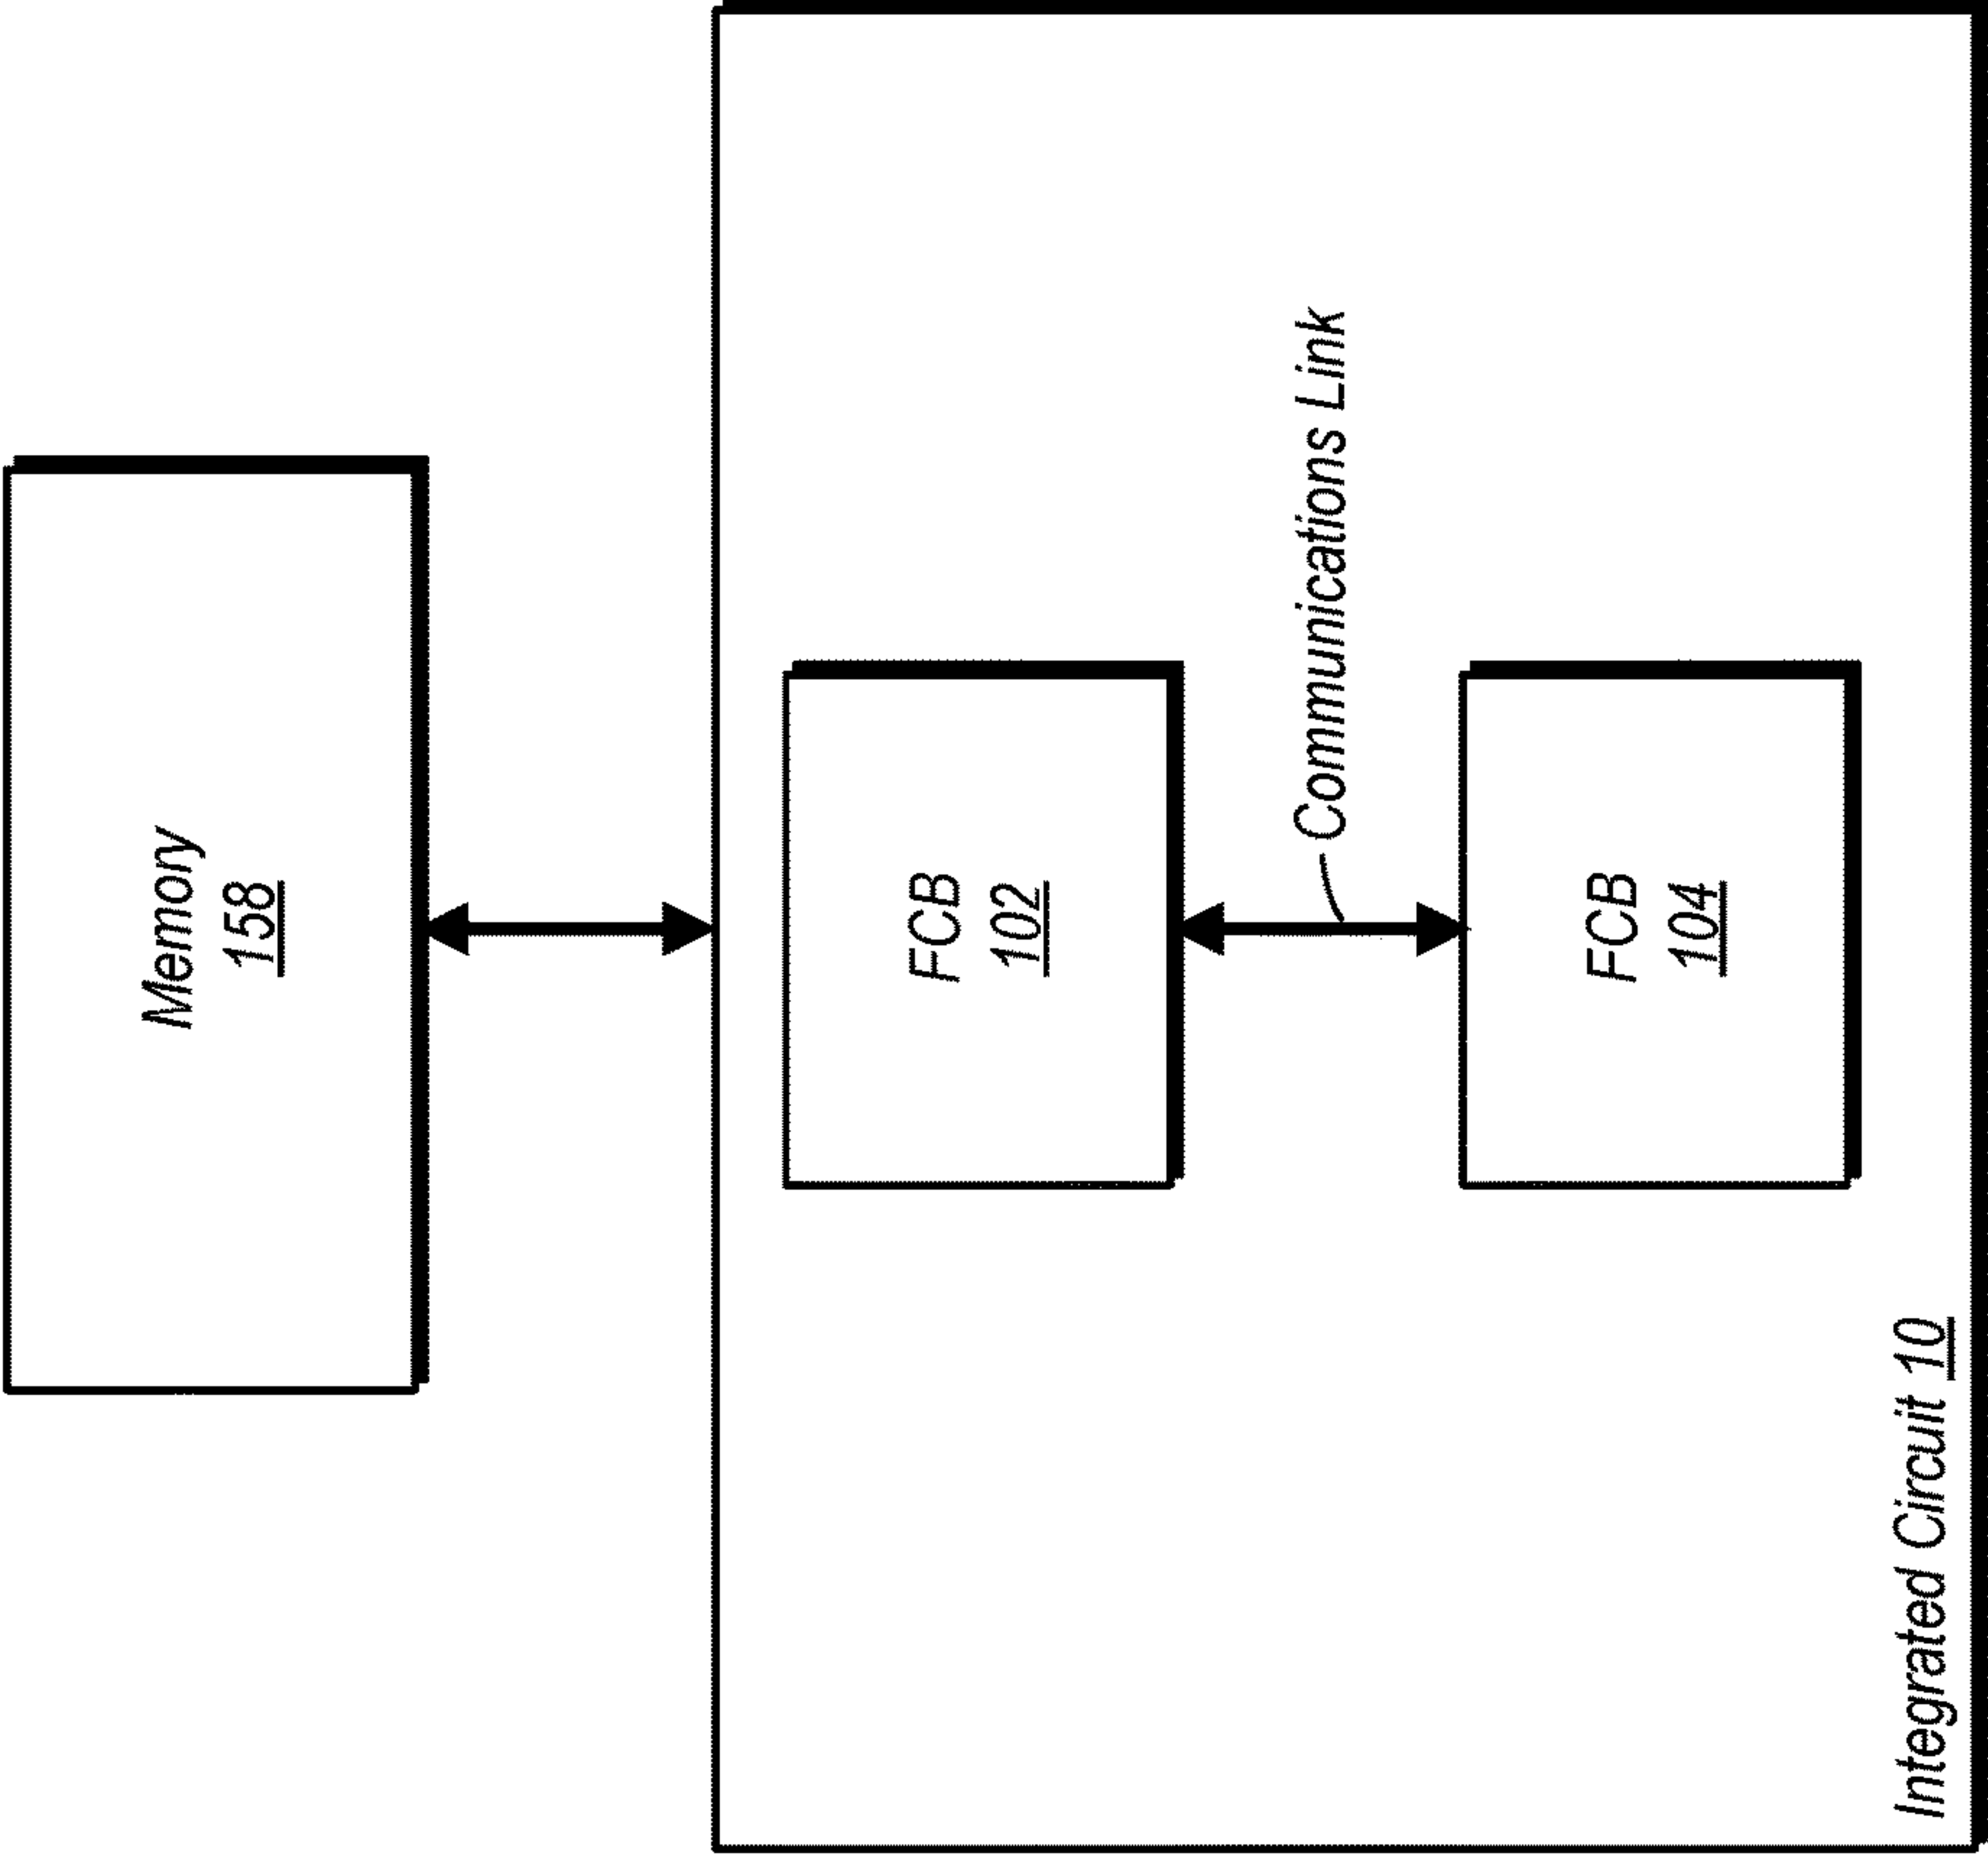 Memory
158
FCB
102
Communications Link
FCB
104
Integrated Circuit 10